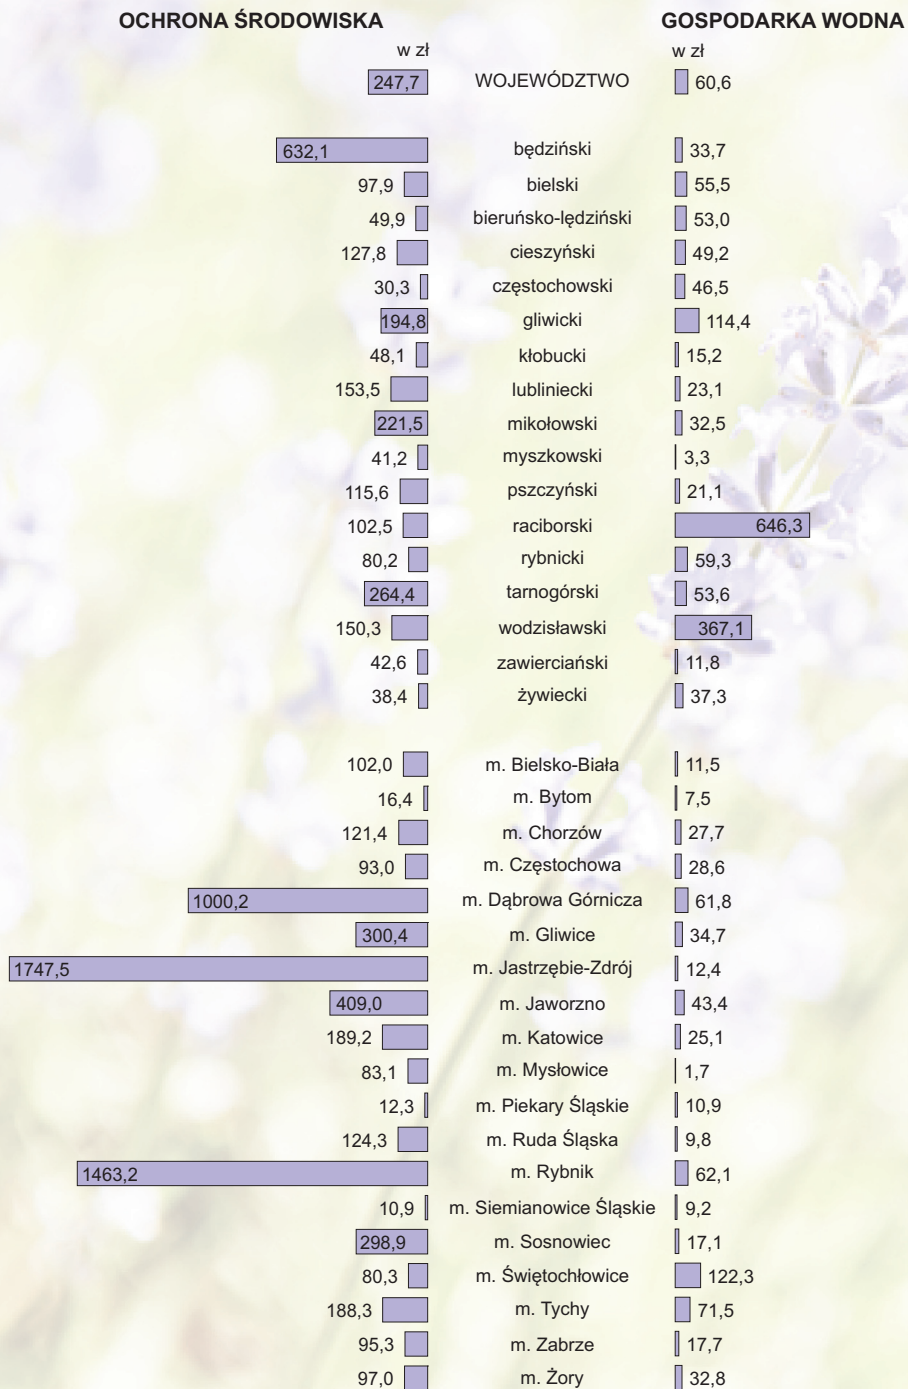 OCHRONA ŚRODOWISKA GOSPODARKA WODNA
w zł w zł
247,7 WOJEWÓDZTWO 60,6
632,1 będziński 33,7
97,9 bielski 55,5
49,9 bieruńsko-lędziński 53,0
127,8 cieszyński 49,2
30,3 częstochowski 46,5
194,8 gliwicki 114,4
48,1 kłobucki 15,2
153,5 lubliniecki 23,1
221,5 mikołowski 32,5
41,2 myszkowski 3,3
115,6 pszczyński 21,1
102,5 raciborski 646,3
80,2 rybnicki 59,3
264,4 tarnogórski 53,6
150,3 wodzisławski 367,1
42,6 zawierciański 11,8
38,4 żywiecki 37,3
102,0 m. Bielsko-Biała 11,5
16,4 m. Bytom 7,5
121,4 m. Chorzów 27,7
93,0 m. Częstochowa 28,6
1000,2 m. Dąbrowa Górnicza 61,8
300,4 m. Gliwice 34,7
1747,5 m. Jastrzębie-Zdrój 12,4
409,0 m. Jaworzno 43,4
189,2 m. Katowice 25,1
83,1 m. Mysłowice 1,7
12,3 m. Piekary Śląskie 10,9
124,3 m. Ruda Śląska 9,8
1463,2 m. Rybnik 62,1
10,9 m. Siemianowice Śląskie 9,2
298,9 m. Sosnowiec 17,1
80,3 m. Świętochłowice 122,3
188,3 m. Tychy 71,5
95,3 m. Zabrze 17,7
97,0 m. Żory 32,8